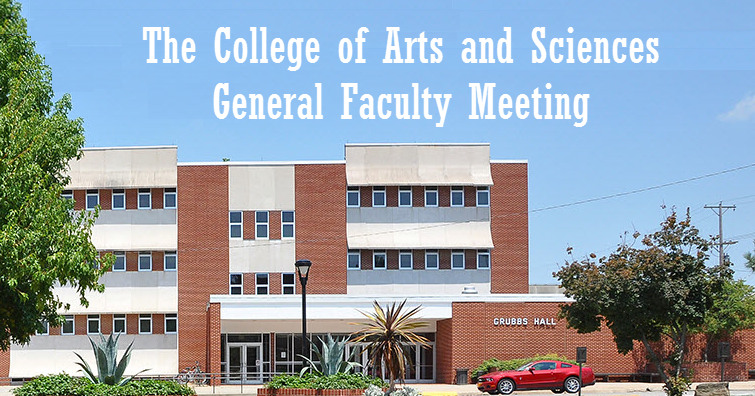 The College of Arts and Sciences
General Faculty Meeting
GRUBBS HALL